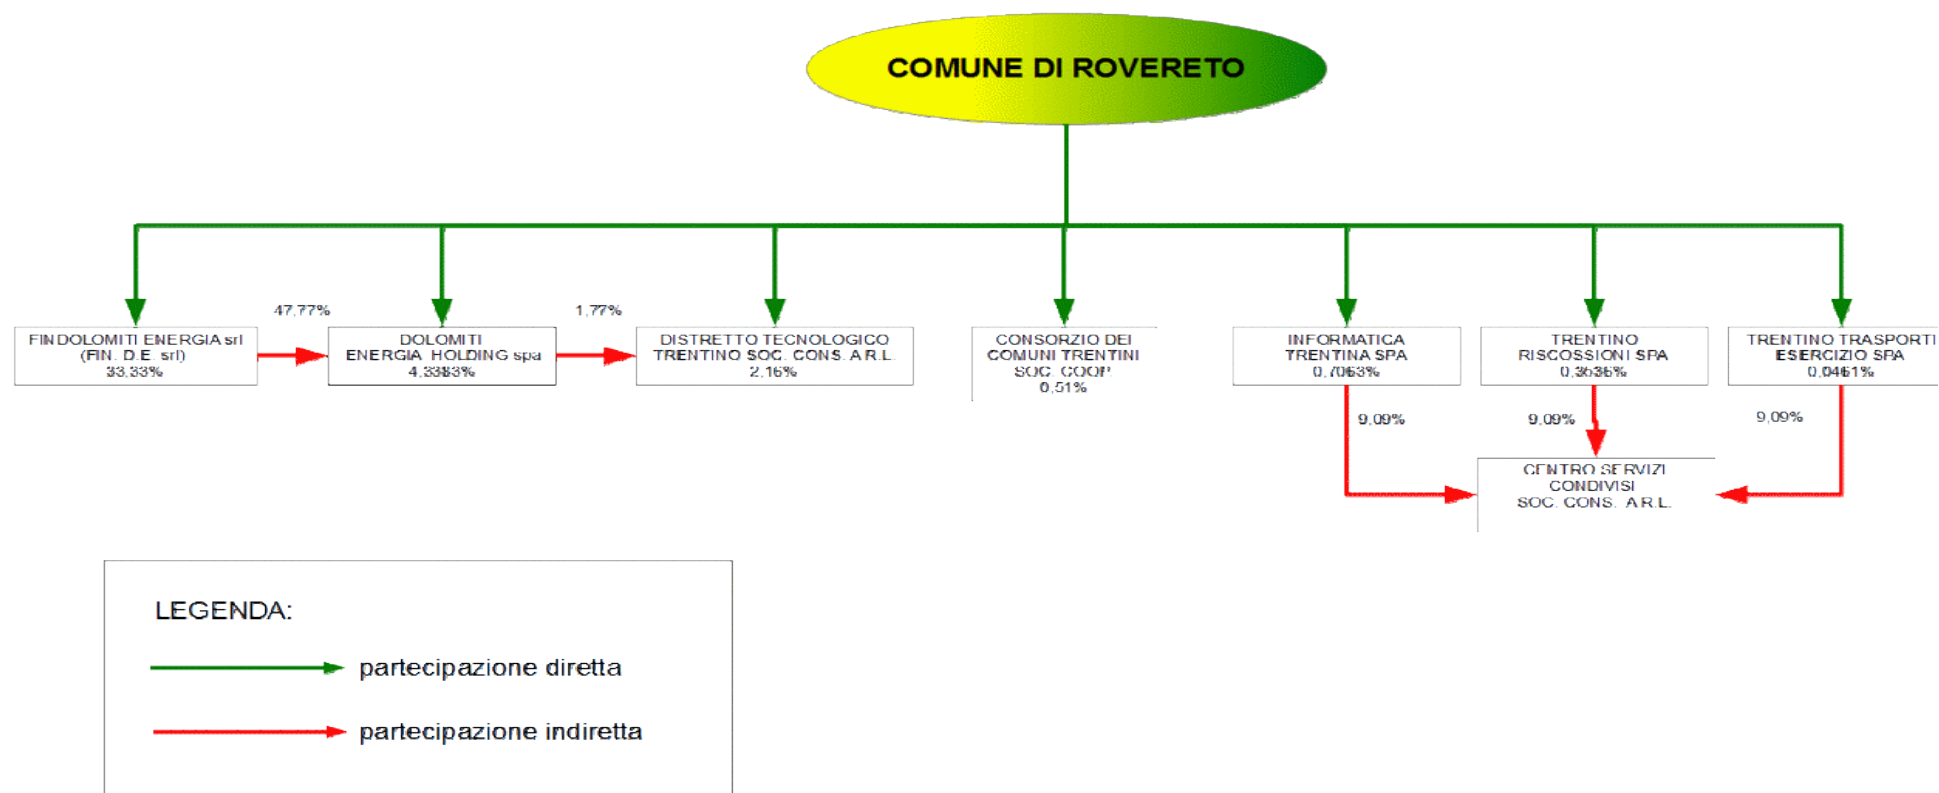 COMUNE DI ROVERETO
47,77%
1,77%
FINDOLOMITI ENERGIA srl
(FIN. D.E. srl)
33,33%
DOLOMITI
ENERGIA HOLDING spa
4,3383%
DISTRETTO TECNOLOGICO
TRENTINO SOC. CONS. A R.L.
2,16%
CONSORZIO DEI
COMUNI TRENTINI
SOC. COOP.
0,51%
INFORMATICA
TRENTINA SPA
0,7063%
TRENTINO
RISCOSSIONI SPA
0,3536%
TRENTINO TRASPORTI
ESERCIZIO SPA
0,0461%
9,09%
9,09%
9,09%
CENTRO SERVIZI
CONDIVISI
SOC. CONS. A R.L.
LEGENDA:
partecipazione diretta
partecipazione indiretta